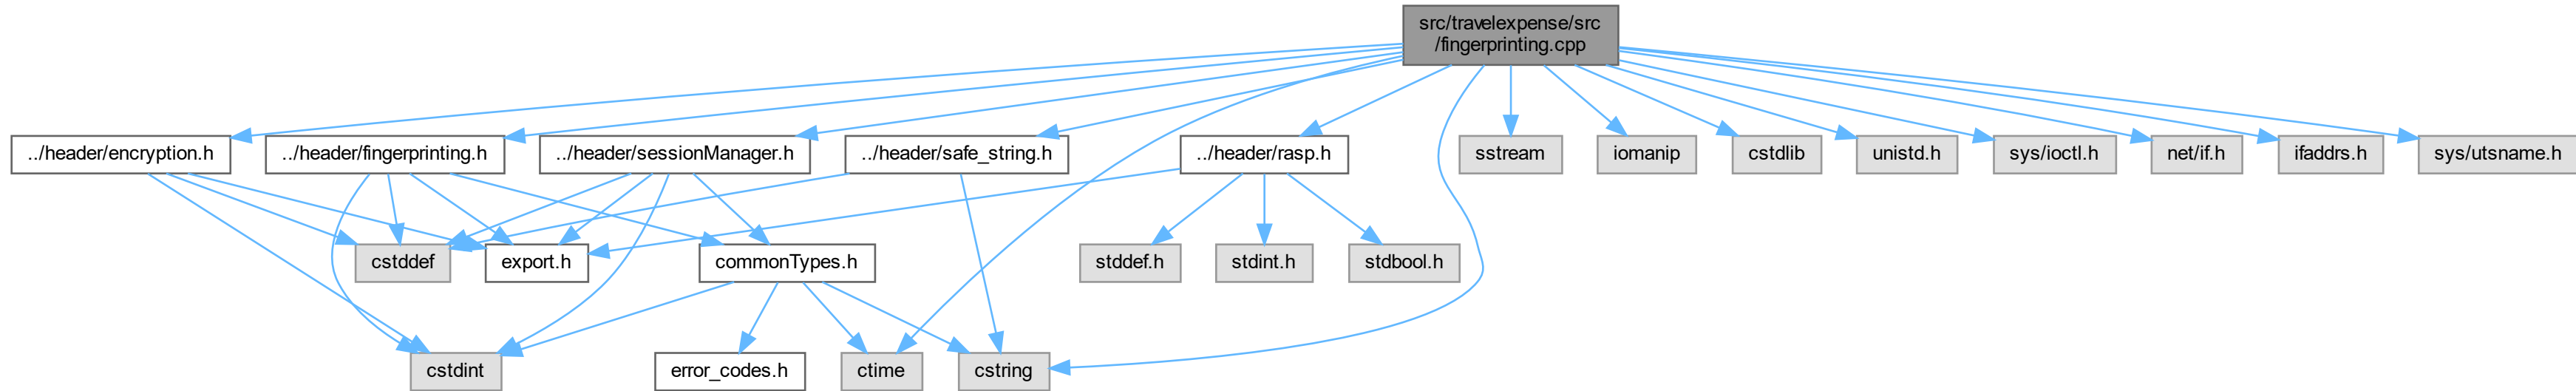 src/travelexpense/src
/fingerprinting.cpp
../header/encryption.h
../header/fingerprinting.h
../header/sessionManager.h
../header/safe_string.h
../header/rasp.h
sstream
iomanip
cstdlib
unistd.h
sys/ioctl.h
net/if.h
ifaddrs.h
sys/utsname.h
cstddef
export.h
commonTypes.h
stddef.h
stdint.h
stdbool.h
cstdint
error_codes.h
ctime
cstring